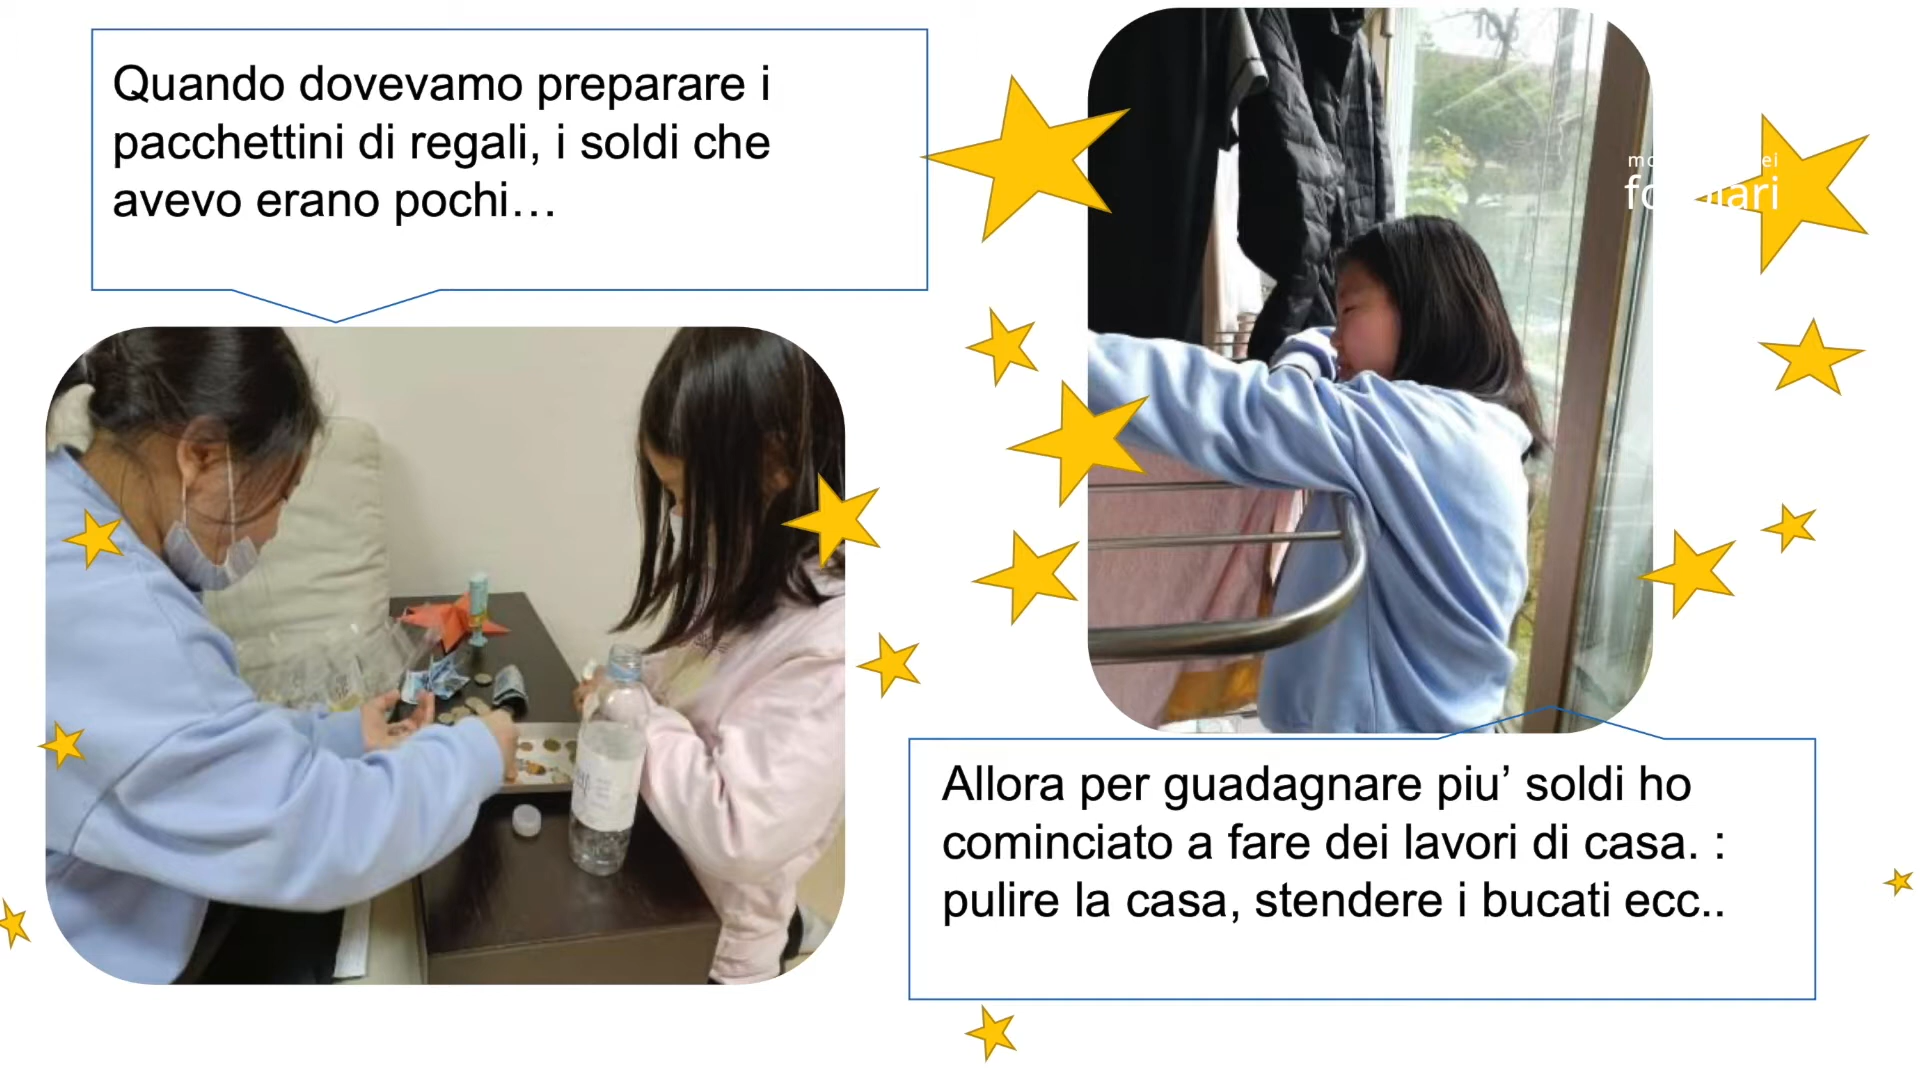 Quando dovevamo preparare i
pacchettini di regali, i soldi che
avevo erano pochi…
Allora per guadagnare piu’ soldi ho
cominciato a fare dei lavori di casa. :
pulire la casa, stendere i bucati ecc..